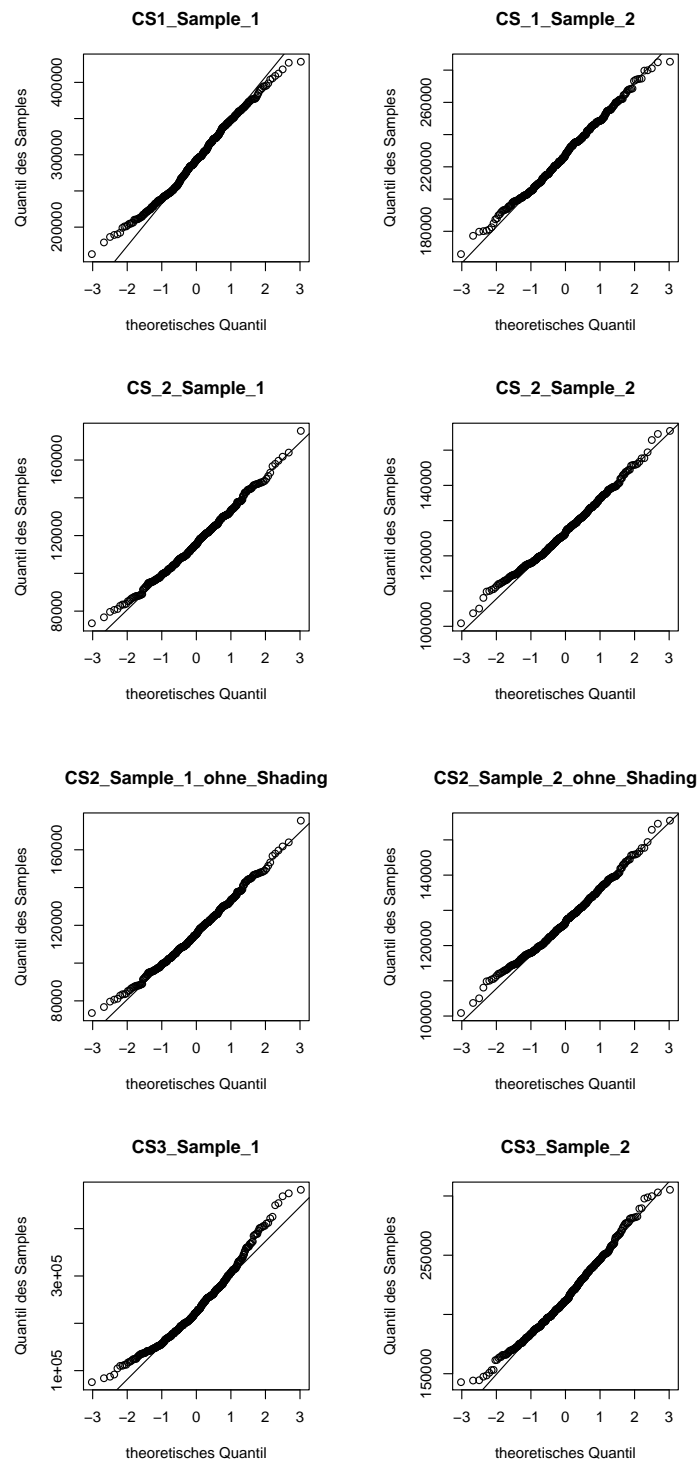 CS1_Sample_1
Quantil des Samples
200000 300000 400000
−3 −2 −1 0 1 2 3
theoretisches Quantil
CS_1_Sample_2
Quantil des Samples
180000 220000 260000
−3 −2 −1 0 1 2 3
theoretisches Quantil
CS_2_Sample_1
Quantil des Samples
80000 120000 160000
−3 −2 −1 0 1 2 3
theoretisches Quantil
CS_2_Sample_2
Quantil des Samples
100000 120000 140000
−3 −2 −1 0 1 2 3
theoretisches Quantil
CS2_Sample_1_ohne_Shading
Quantil des Samples
80000 120000 160000
−3 −2 −1 0 1 2 3
theoretisches Quantil
CS2_Sample_2_ohne_Shading
Quantil des Samples
100000 120000 140000
−3 −2 −1 0 1 2 3
theoretisches Quantil
CS3_Sample_1
Quantil des Samples
1e+05 3e+05
−3 −2 −1 0 1 2 3
theoretisches Quantil
CS3_Sample_2
Quantil des Samples
150000 250000
−3 −2 −1 0 1 2 3
theoretisches Quantil